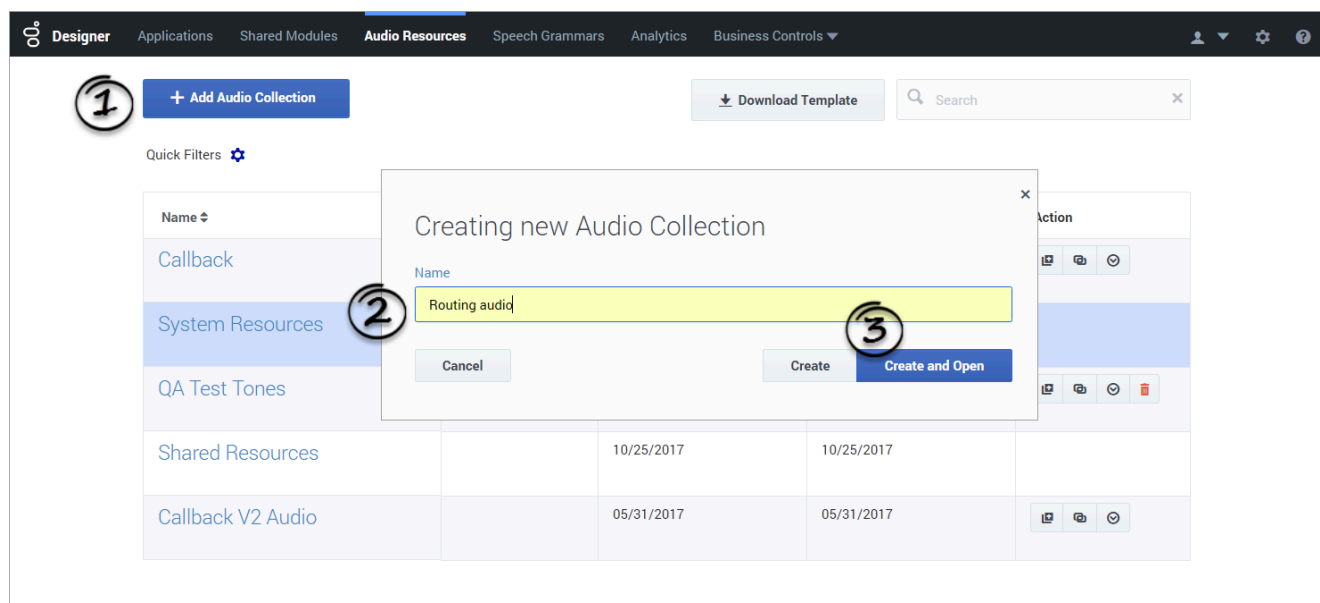 Designer Applications Shared Modules Audio Resources Speech Grammars Analytics Business Controls
1
+ Add Audio Collection
Download Template
Search
Quick Filters
Creating new Audio Collection
Name
Routing audio
Cancel
Create
Create and Open
2
3
Name
Action
Callback
System Resources
QA Test Tones
Shared Resources 10/25/2017 10/25/2017
Callback V2 Audio 05/31/2017 05/31/2017